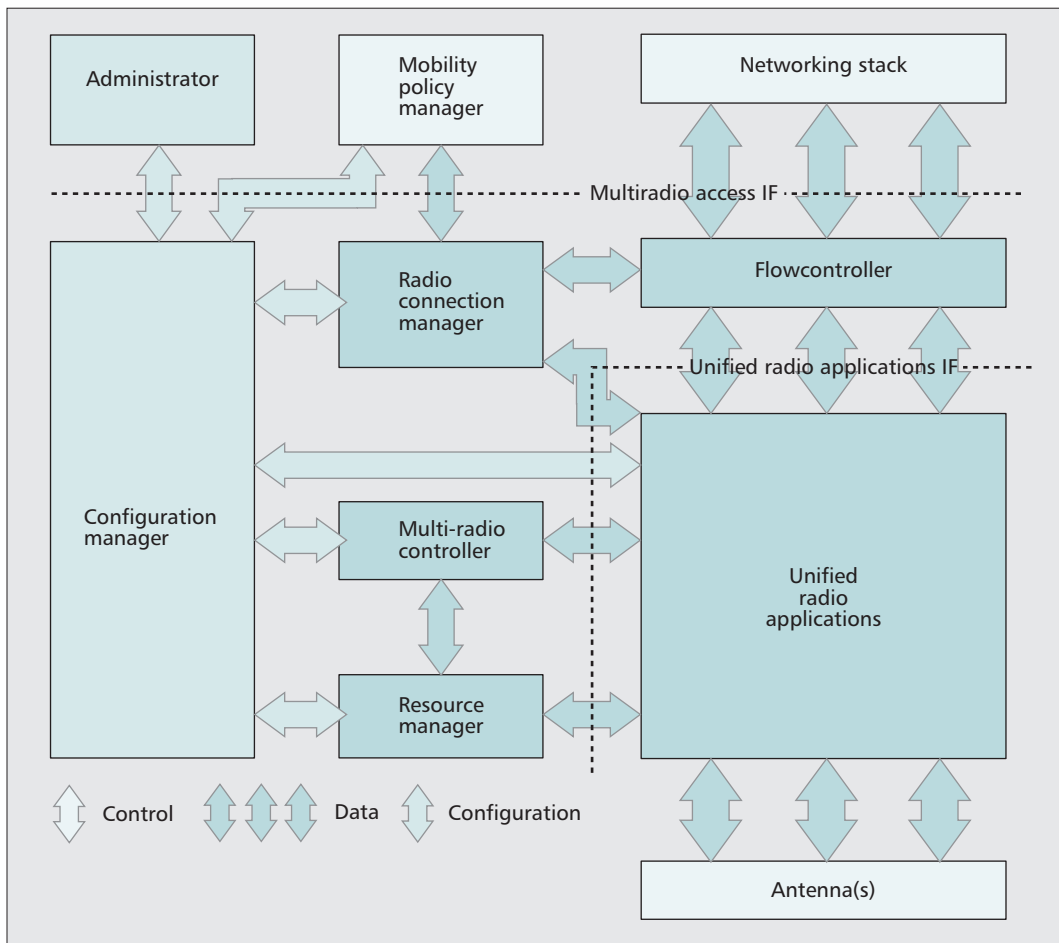 Administrator
Mobility
policy
manager
Networking stack
Multiradio access IF
Radio
connection
manager
Flowcontroller
Unified radio applications IF
Configuration
manager
Multi-radio
controller
Unified
radio
applications
Resource
manager
Control
Data
Configuration
Antenna(s)